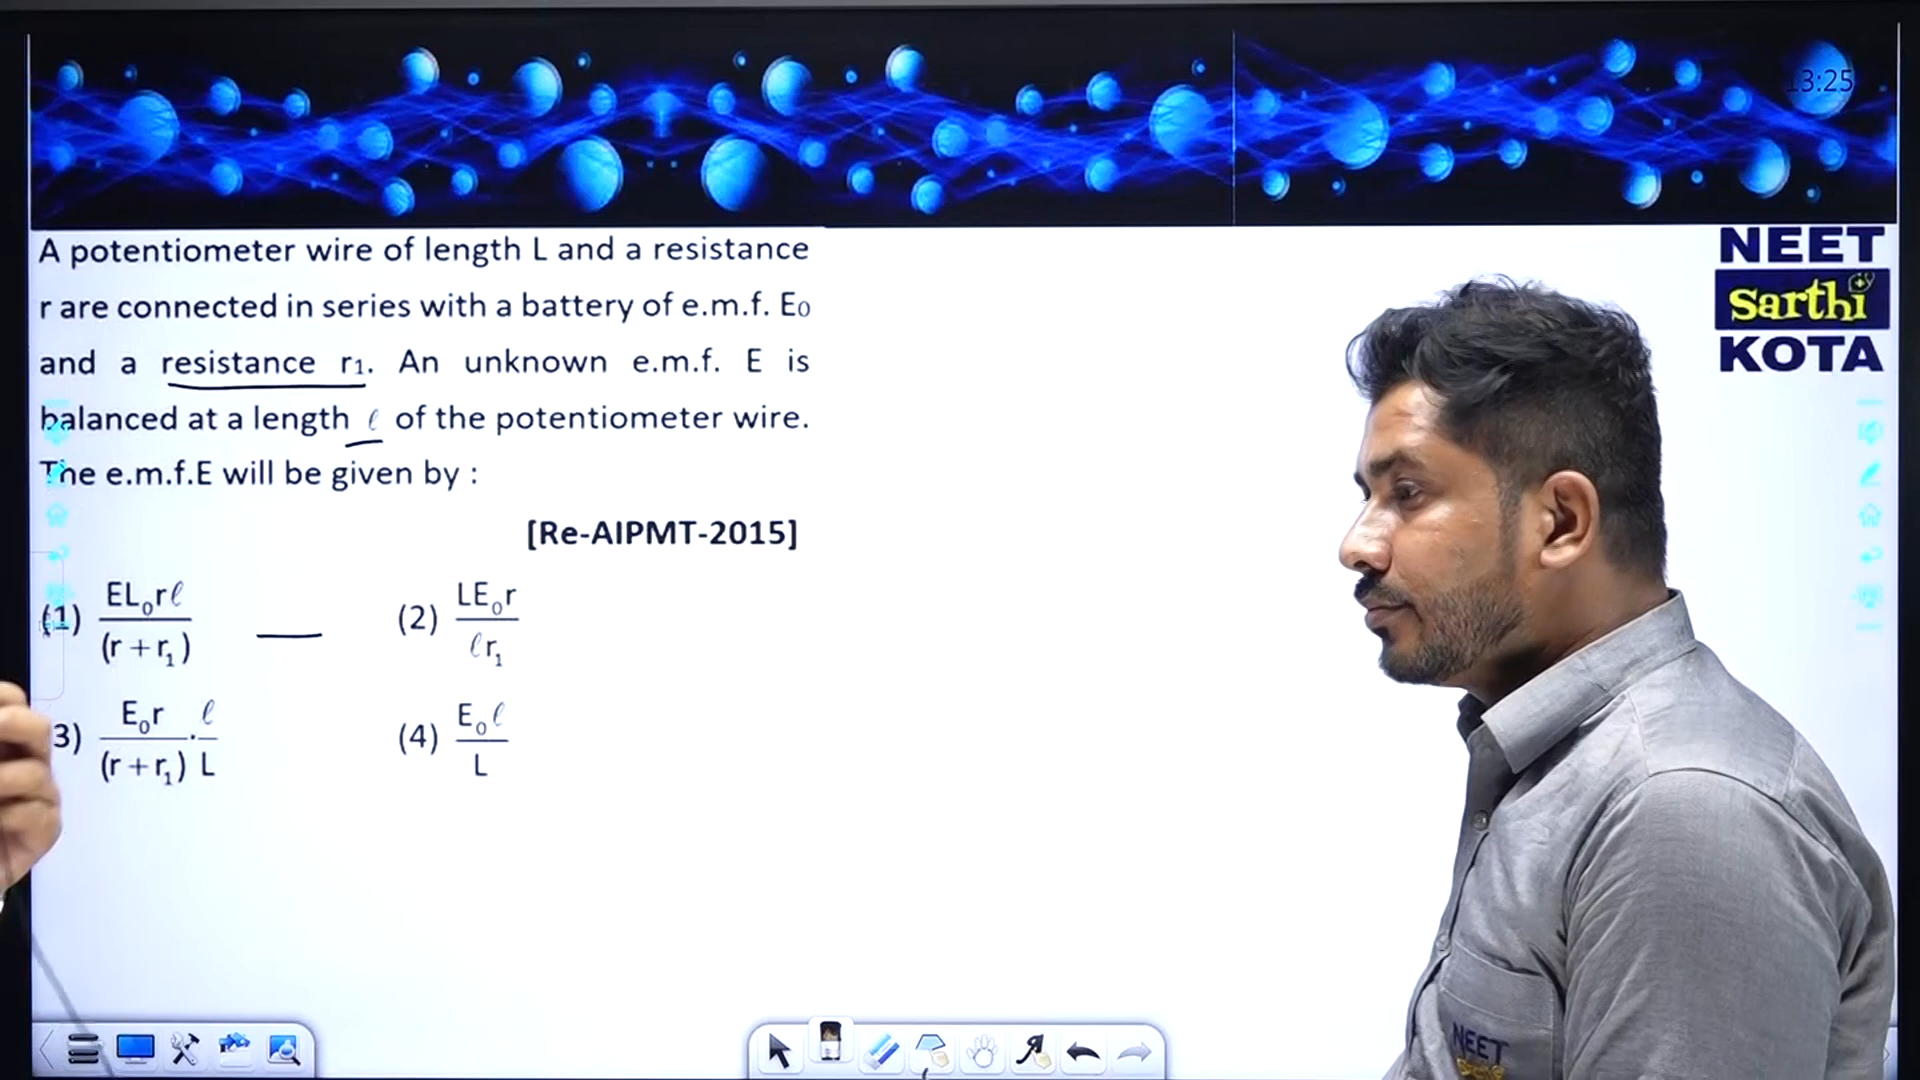 13:25
NEET
Sarthi
KOTA
A potentiometer wire of length L and a resistance
r are connected in series with a battery of e.m.f. E₀
and a resistance r₁. An unknown e.m.f. E is
balanced at a length ℓ of the potentiometer wire.
The e.m.f.E will be given by :
[Re-AIPMT-2015]
(1) EL₀rℓ / (r + r₁) (2) LE₀r / ℓr₁
3) E₀r / (r + r₁) · ℓ / L (4) E₀ℓ / L
NEET